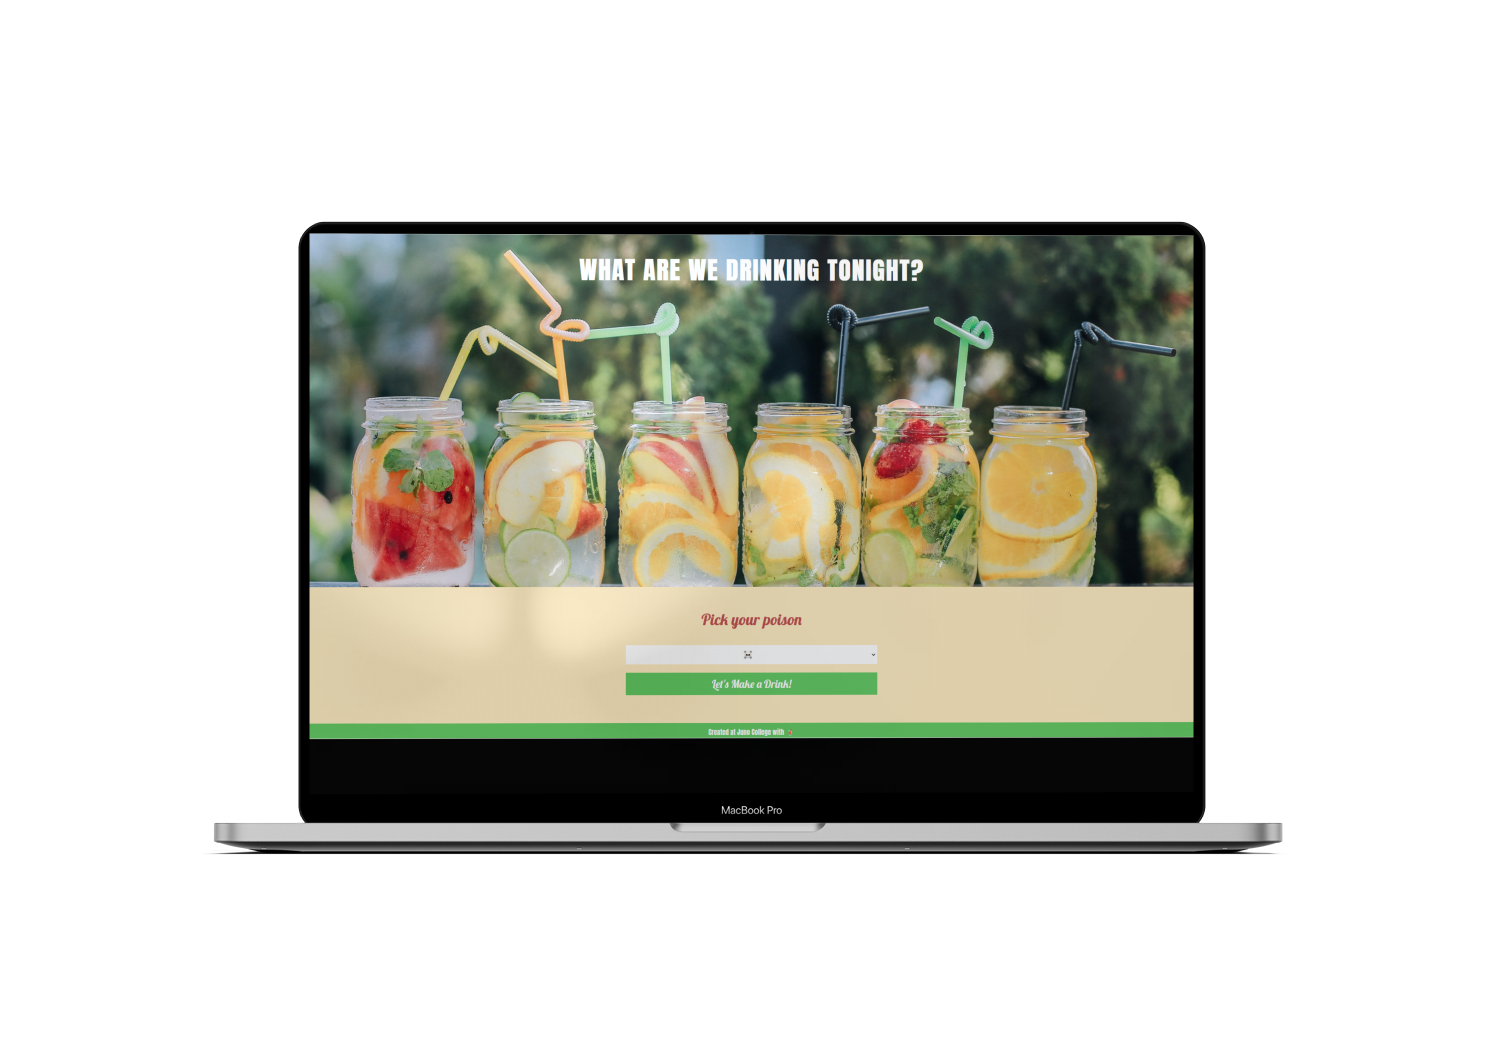 WHAT ARE WE DRINKING TONIGHT?
Pick your poison
Let's Make a Drink!
Created at Juno College with
MacBook Pro